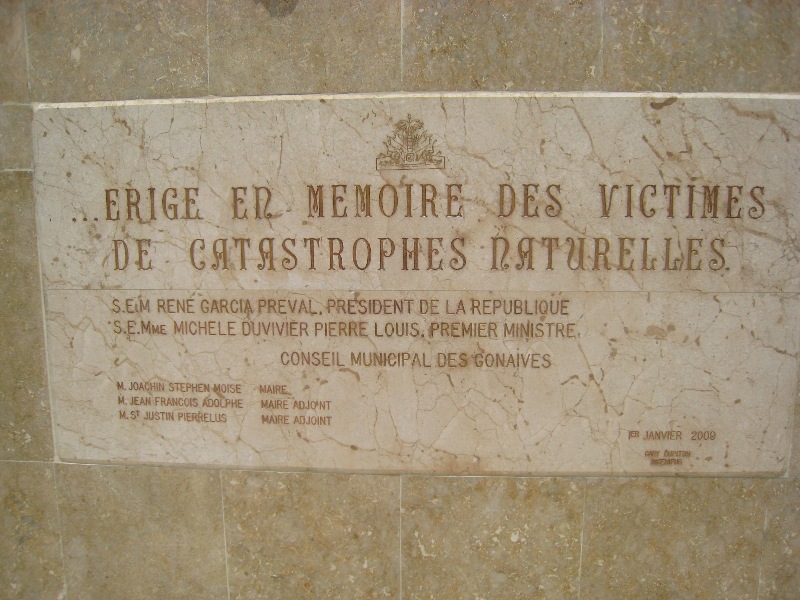 ...ERIGE EN MEMOIRE DES VICTIMES
DE CATASTROPHES NATURELLES.
S.E.M RENE GARCIA PREVAL, PRESIDENT DE LA REPUBLIQUE
S.E.MME MICHELE DUVIVIER PIERRE LOUIS, PREMIER MINISTRE
CONSEIL MUNICIPAL DES GONAIVES
M. JOACHIN STEPHEN MOISE MAIRE
M. JEAN FRANCOIS ADOLPHE MAIRE ADJOINT
M. ST JUSTIN PIERRELUS MAIRE ADJOINT
1ER JANVIER 2009